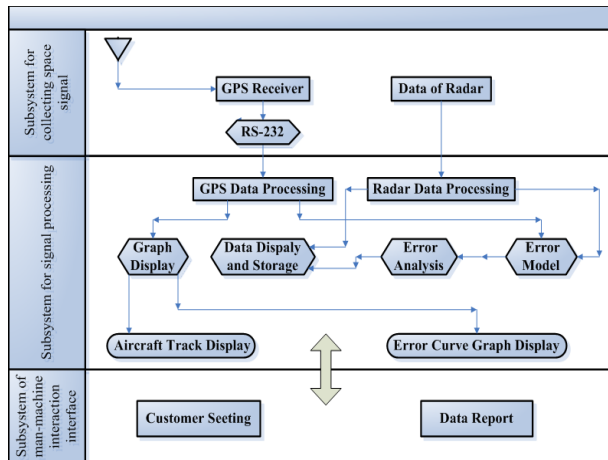 Subsystem for
collecting space
signal
GPS Receiver
Data of Radar
RS-232
Subsystem for signal processing
GPS Data Processing
Radar Data Processing
Graph
Display
Data Dispaly
and Storage
Error
Analysis
Error
Model
Aircraft Track Display
Error Curve Graph Display
Subsystem of
man-machine
interaction
interface
Customer Seeting
Data Report